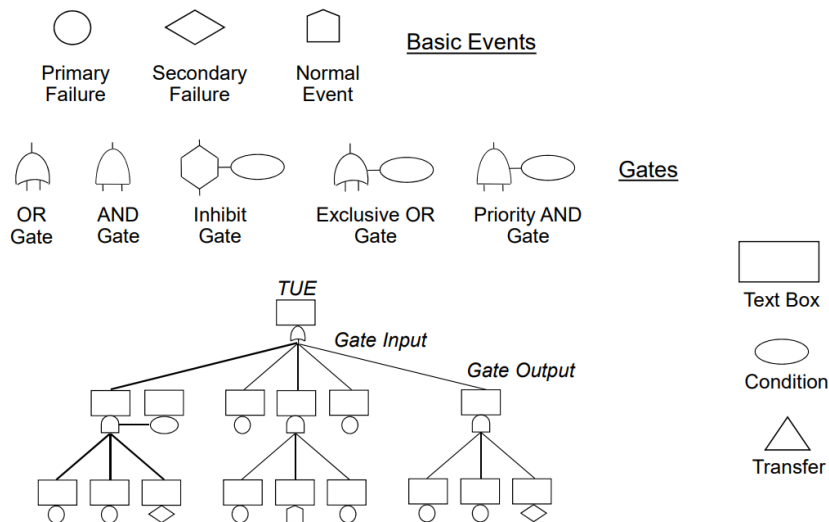 Basic Events
Primary
Failure
Secondary
Failure
Normal
Event
Gates
OR
Gate
AND
Gate
Inhibit
Gate
Exclusive OR
Gate
Priority AND
Gate
TUE
Gate Input
Gate Output
Text Box
Condition
Transfer